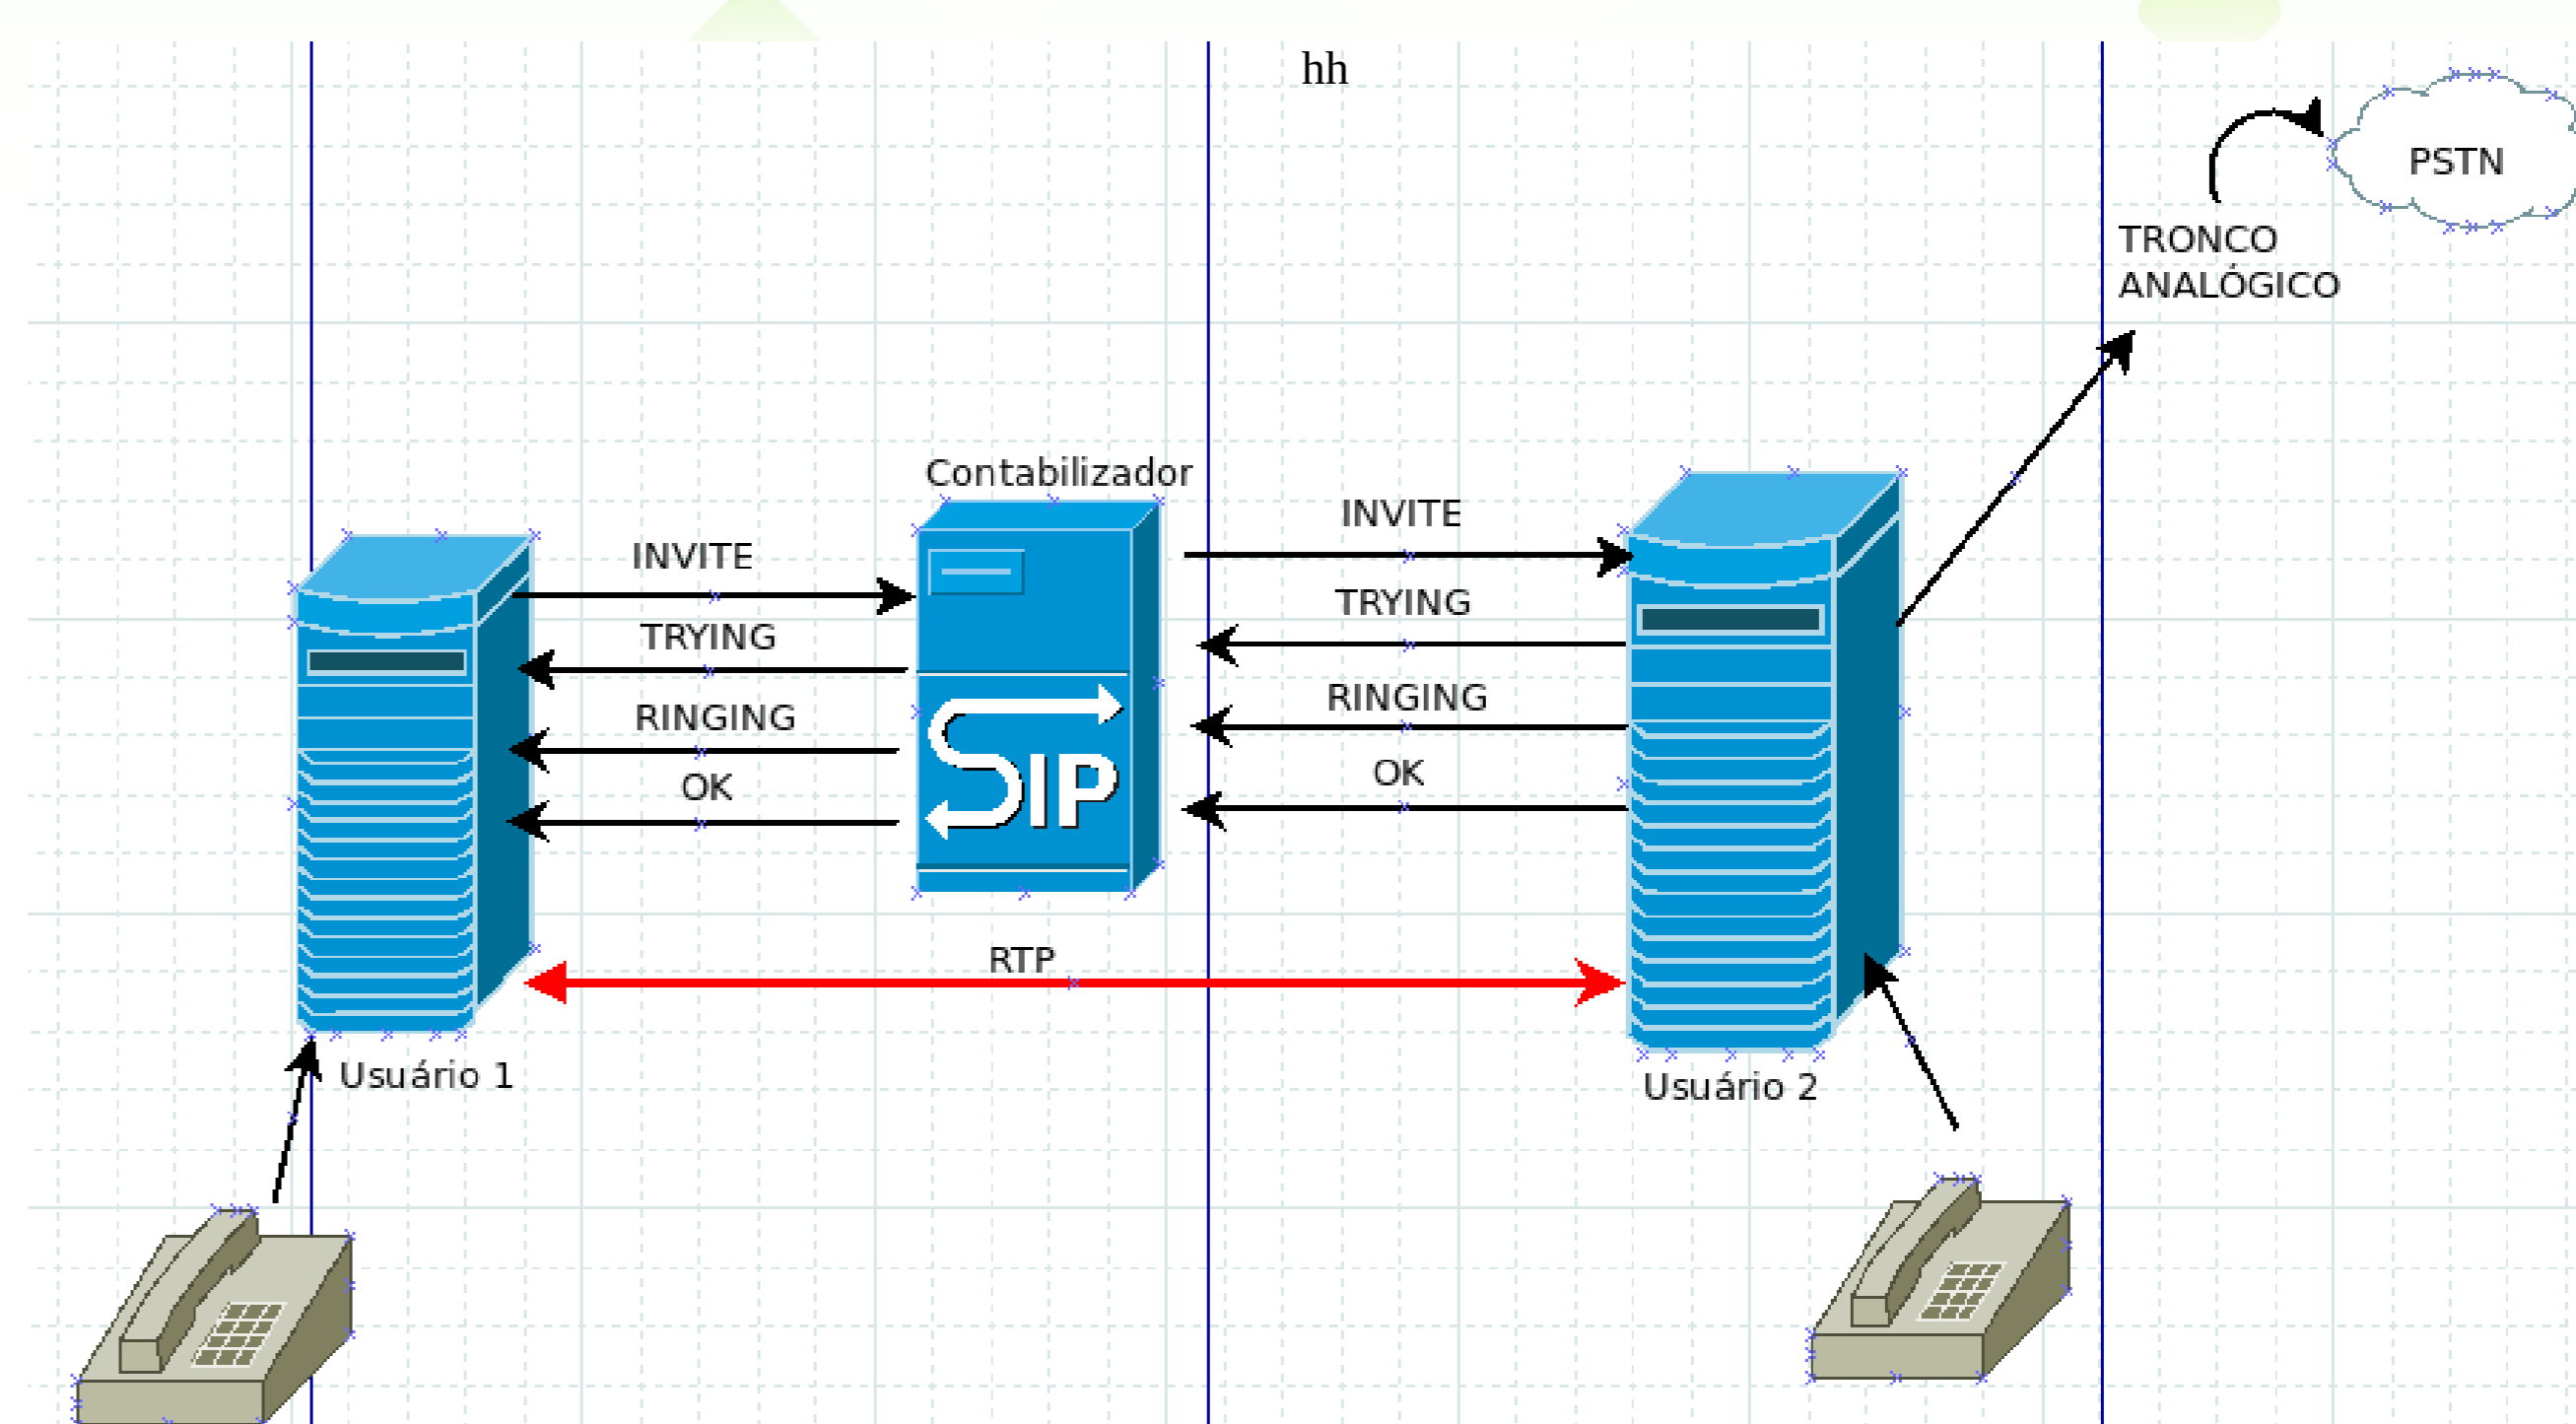 hh
PSTN
TRONCO
ANALÓGICO
Contabilizador
INVITE
TRYING
RINGING
OK
SIP
INVITE
TRYING
RINGING
OK
RTP
Usuário 1
Usuário 2